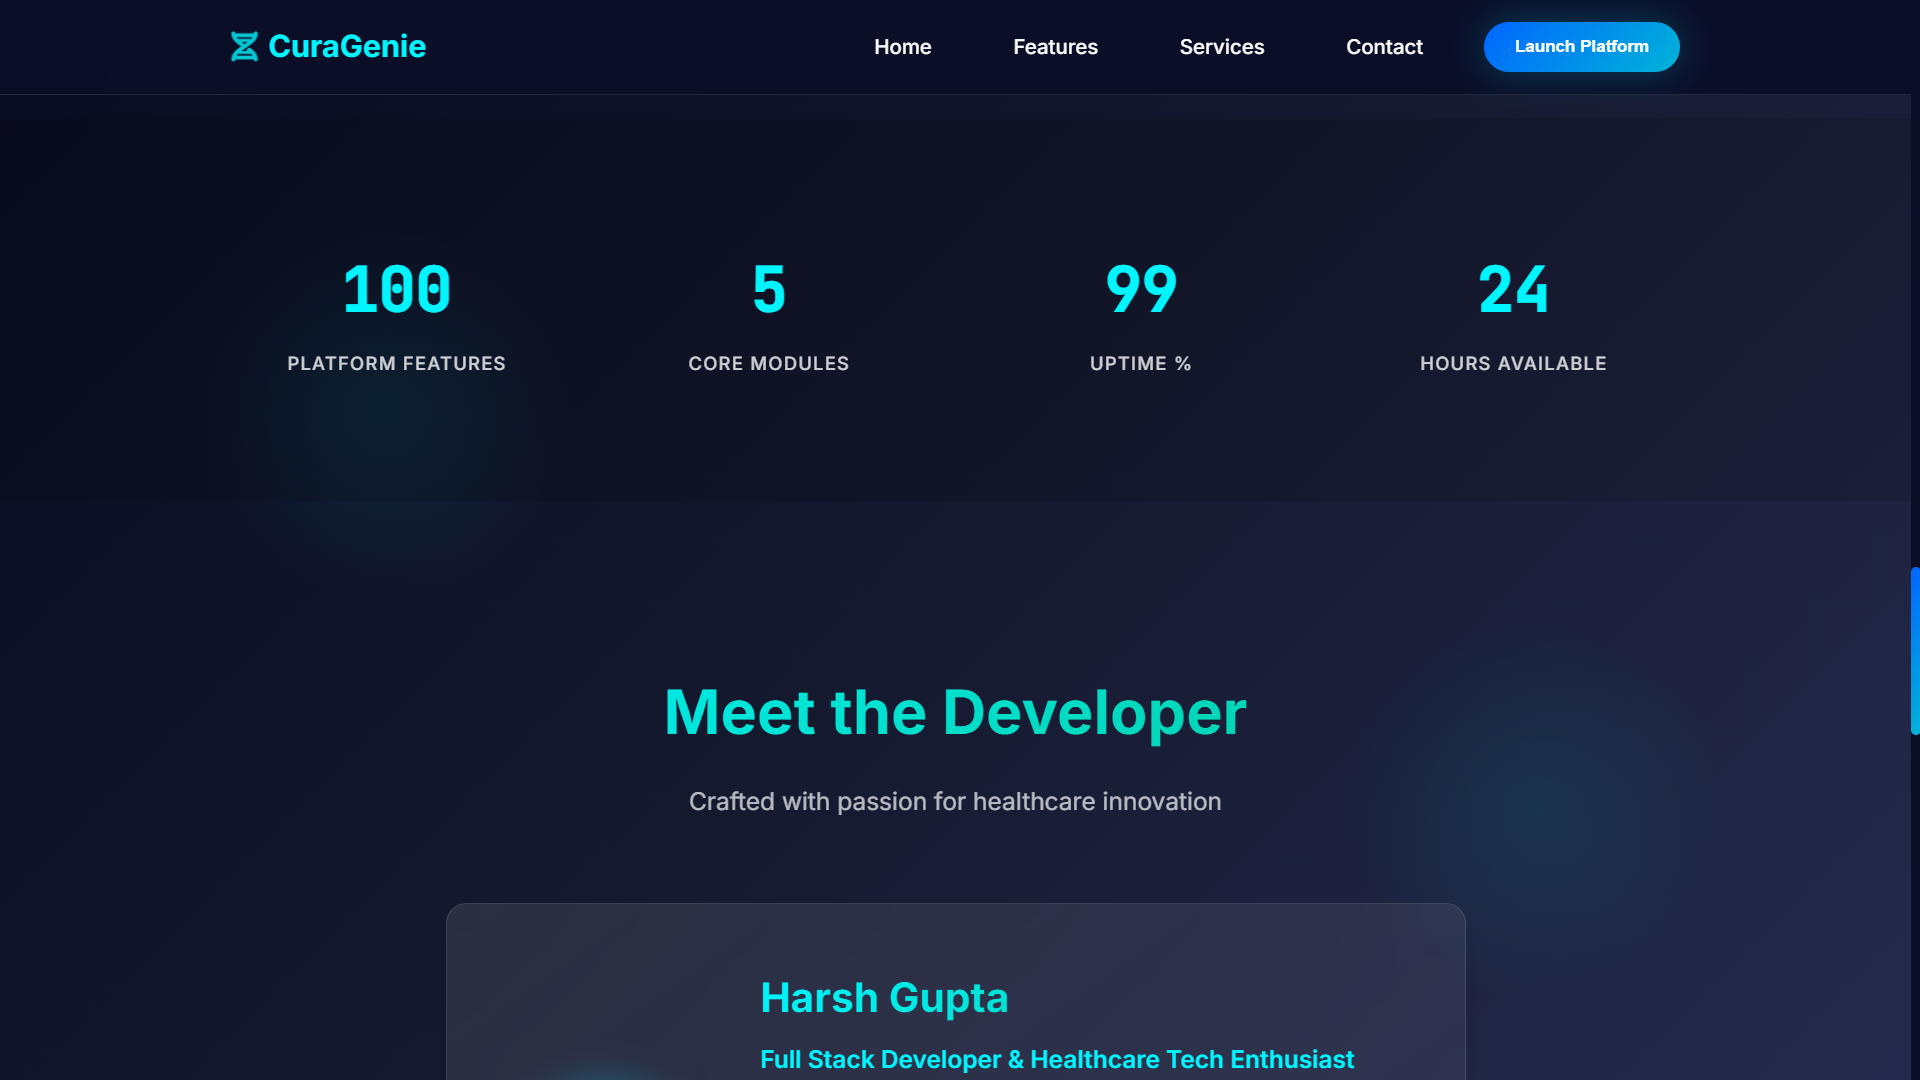 CuraGenie
Home
Features
Services
Contact
Launch Platform
100
5
99
24
PLATFORM FEATURES
CORE MODULES
UPTIME %
HOURS AVAILABLE
Meet the Developer
Crafted with passion for healthcare innovation
Harsh Gupta
Full Stack Developer & Healthcare Tech Enthusiast